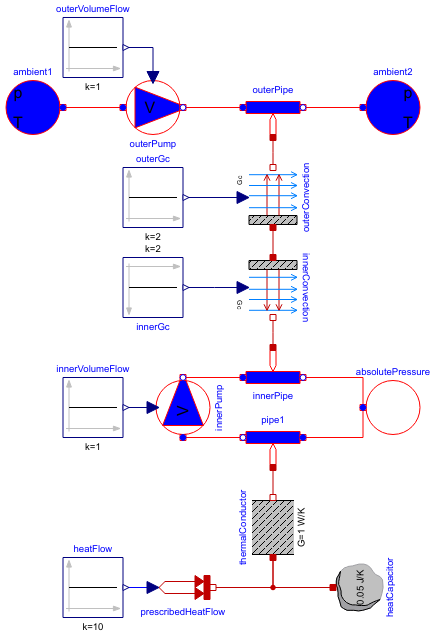 outerVolumeFlow
k=1
ambient1
p
T
V
outerPump
outerPipe
ambient2
p
T
outerGc
k=2
Gc
outerConvection
k=2
innerGc
Gc
innerConvection
innerVolumeFlow
k=1
V
innerPump
innerPipe
absolutePressure
pipe1
thermalConductor
G=1 W/K
heatFlow
k=10
prescribedHeatFlow
0.05 J/K
heatCapacitor